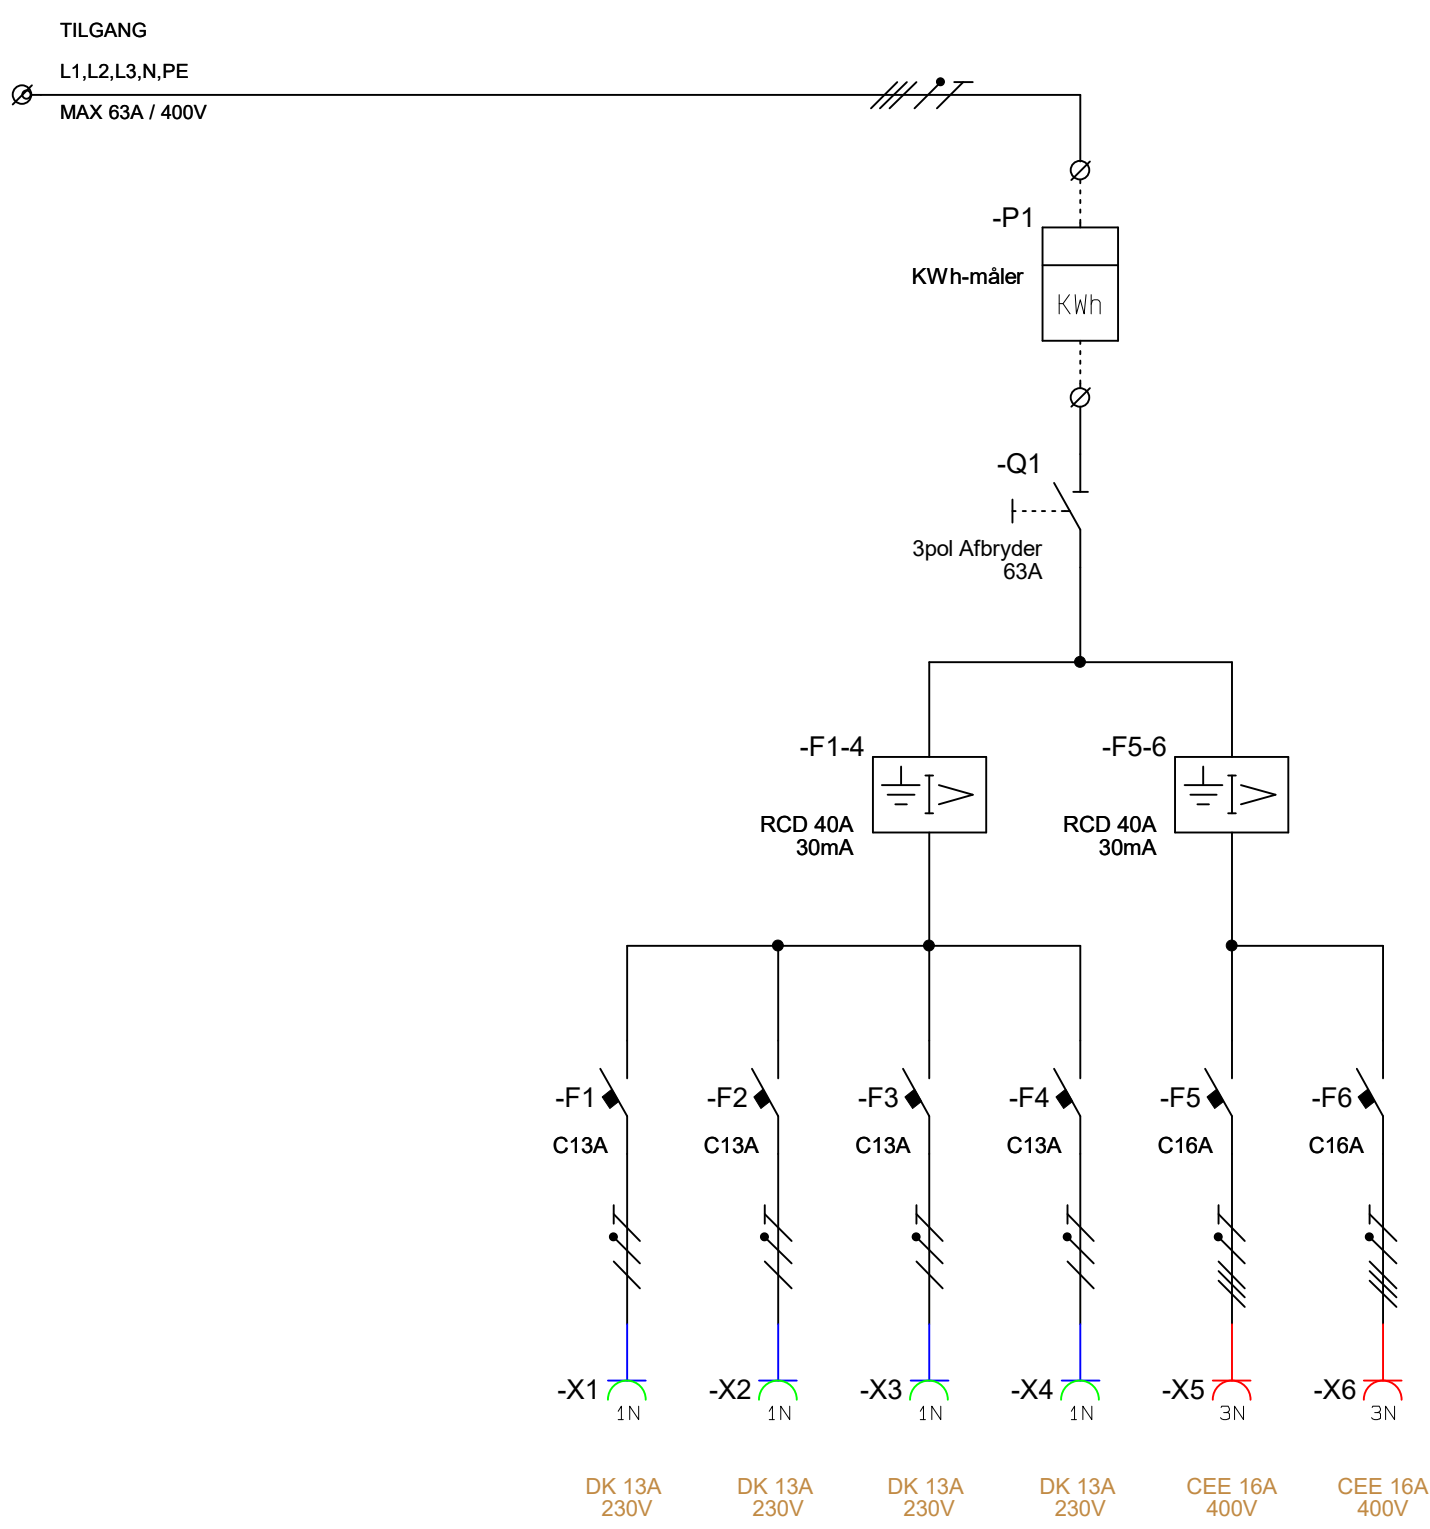 TILGANG
L1,L2,L3,N,PE
MAX 63A / 400V
-P1
KWh-måler
KWh
-Q1
3pol Afbryder
63A
-F1-4
RCD 40A
30mA
-F5-6
RCD 40A
30mA
-F1
C13A
-F2
C13A
-F3
C13A
-F4
C13A
-F5
C16A
-F6
C16A
-X1
1N
-X2
1N
-X3
1N
-X4
1N
-X5
3N
-X6
3N
DK 13A
230V
DK 13A
230V
DK 13A
230V
DK 13A
230V
CEE 16A
400V
CEE 16A
400V